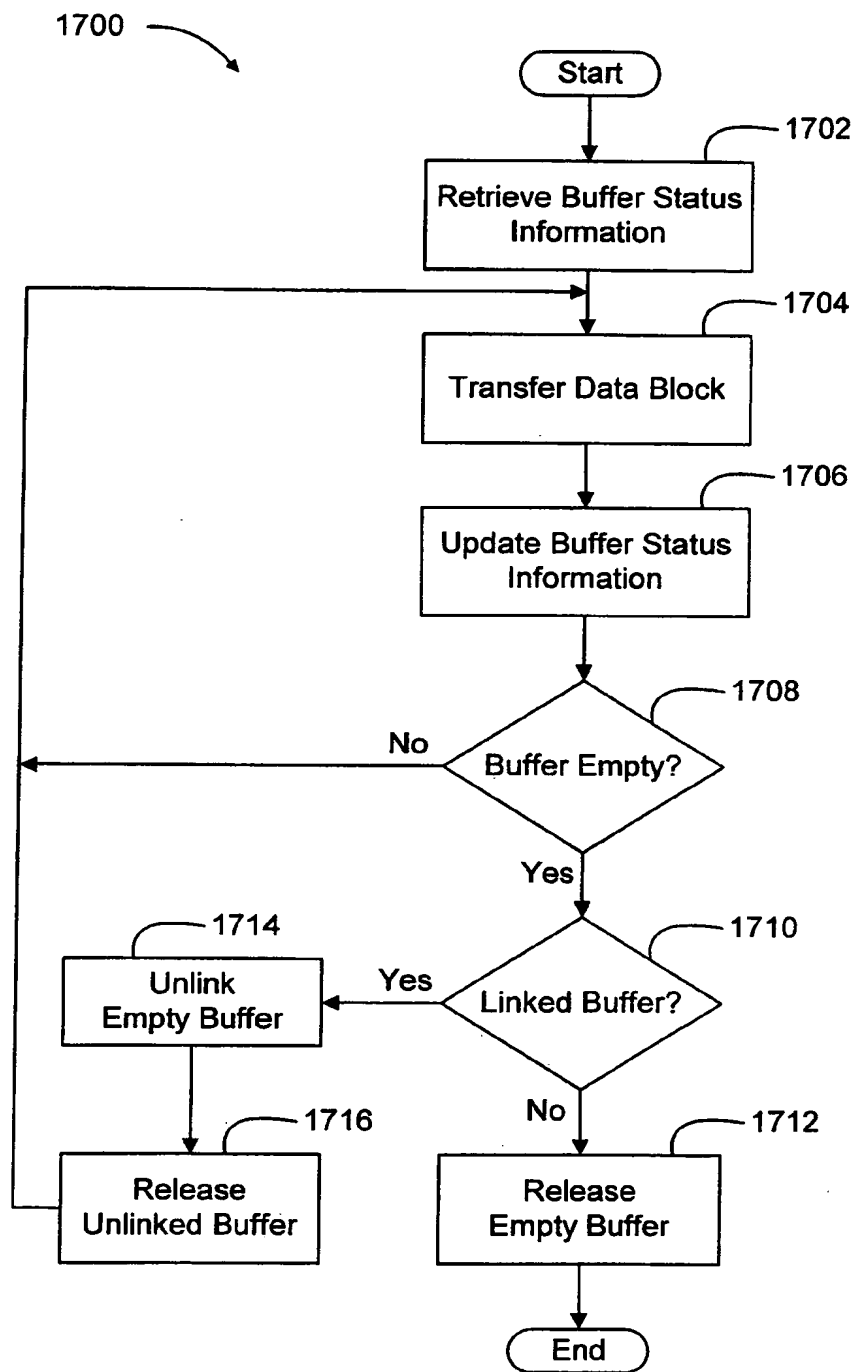 1700
Start
1702
Retrieve Buffer Status
Information
1704
Transfer Data Block
1706
Update Buffer Status
Information
1708
No
Buffer Empty?
Yes
1710
1714
Unlink
Empty Buffer
Yes
Linked Buffer?
No
1716
1712
Release
Unlinked Buffer
Release
Empty Buffer
End